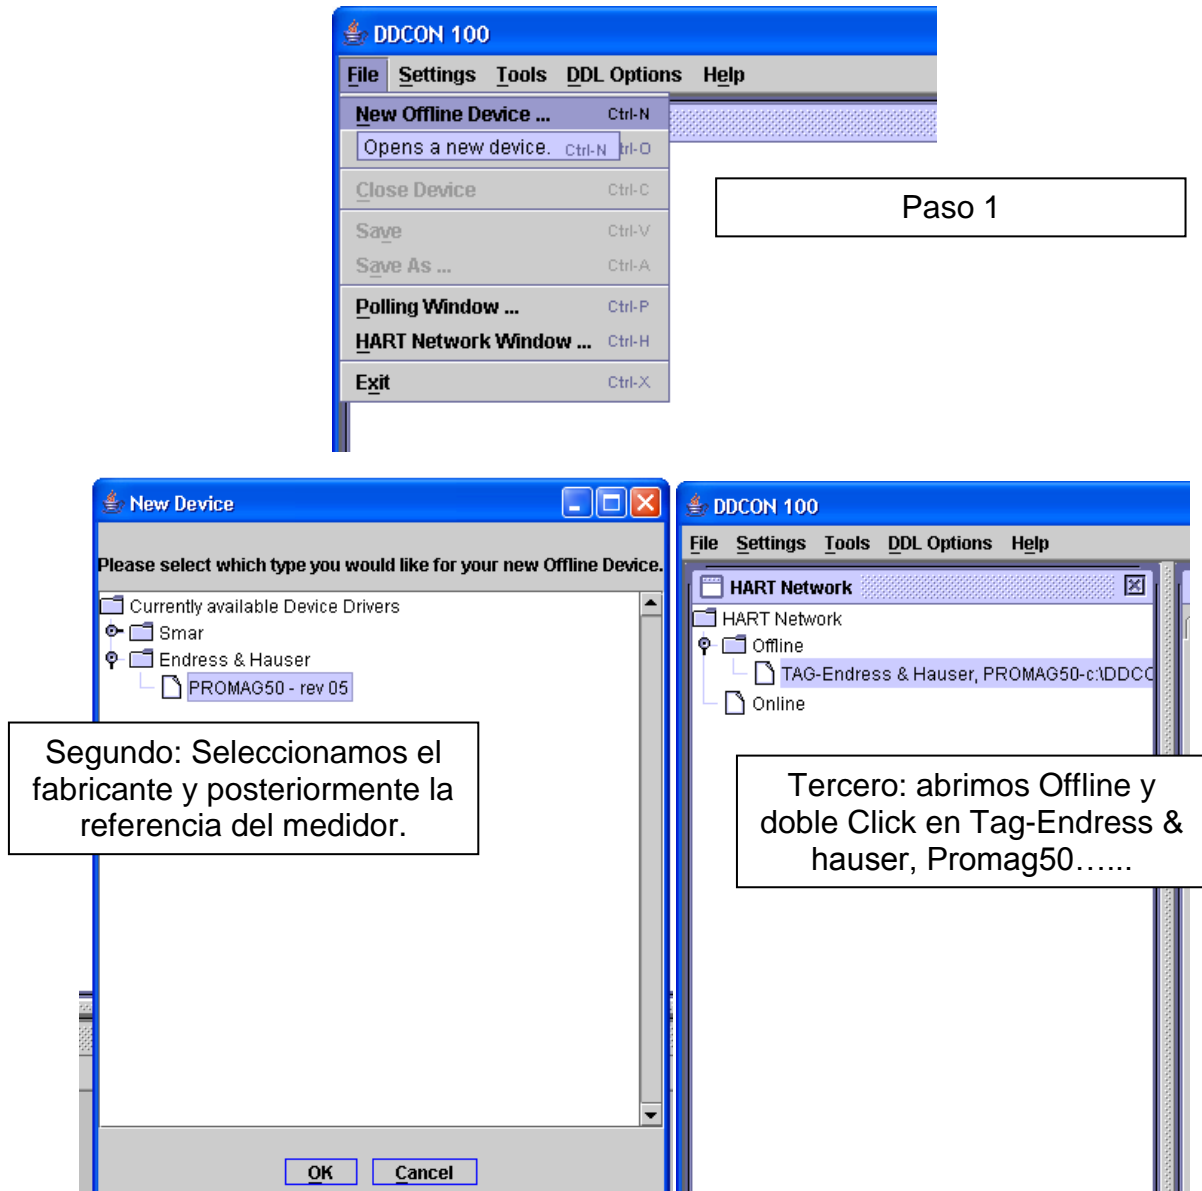 DDCON 100
File Settings Tools DDL Options Help
New Offline Device ... Ctrl-N
Opens a new device. Ctrl-N trl-O
Close Device Ctrl-C
Save Ctrl-V
Save As ... Ctrl-A
Polling Window ... Ctrl-P
HART Network Window ... Ctrl-H
Exit Ctrl-X
Paso 1
New Device
Please select which type you would like for your new Offline Device.
Currently available Device Drivers
Smar
Endress & Hauser
PROMAG50 - rev 05
Segundo: Seleccionamos el
fabricante y posteriormente la
referencia del medidor.
OK Cancel
DDCON 100
File Settings Tools DDL Options Help
HART Network
HART Network
Offline
TAG-Endress & Hauser, PROMAG50-c:\DDCC
Online
Tercero: abrimos Offline y
doble Click en Tag-Endress &
hauser, Promag50…...